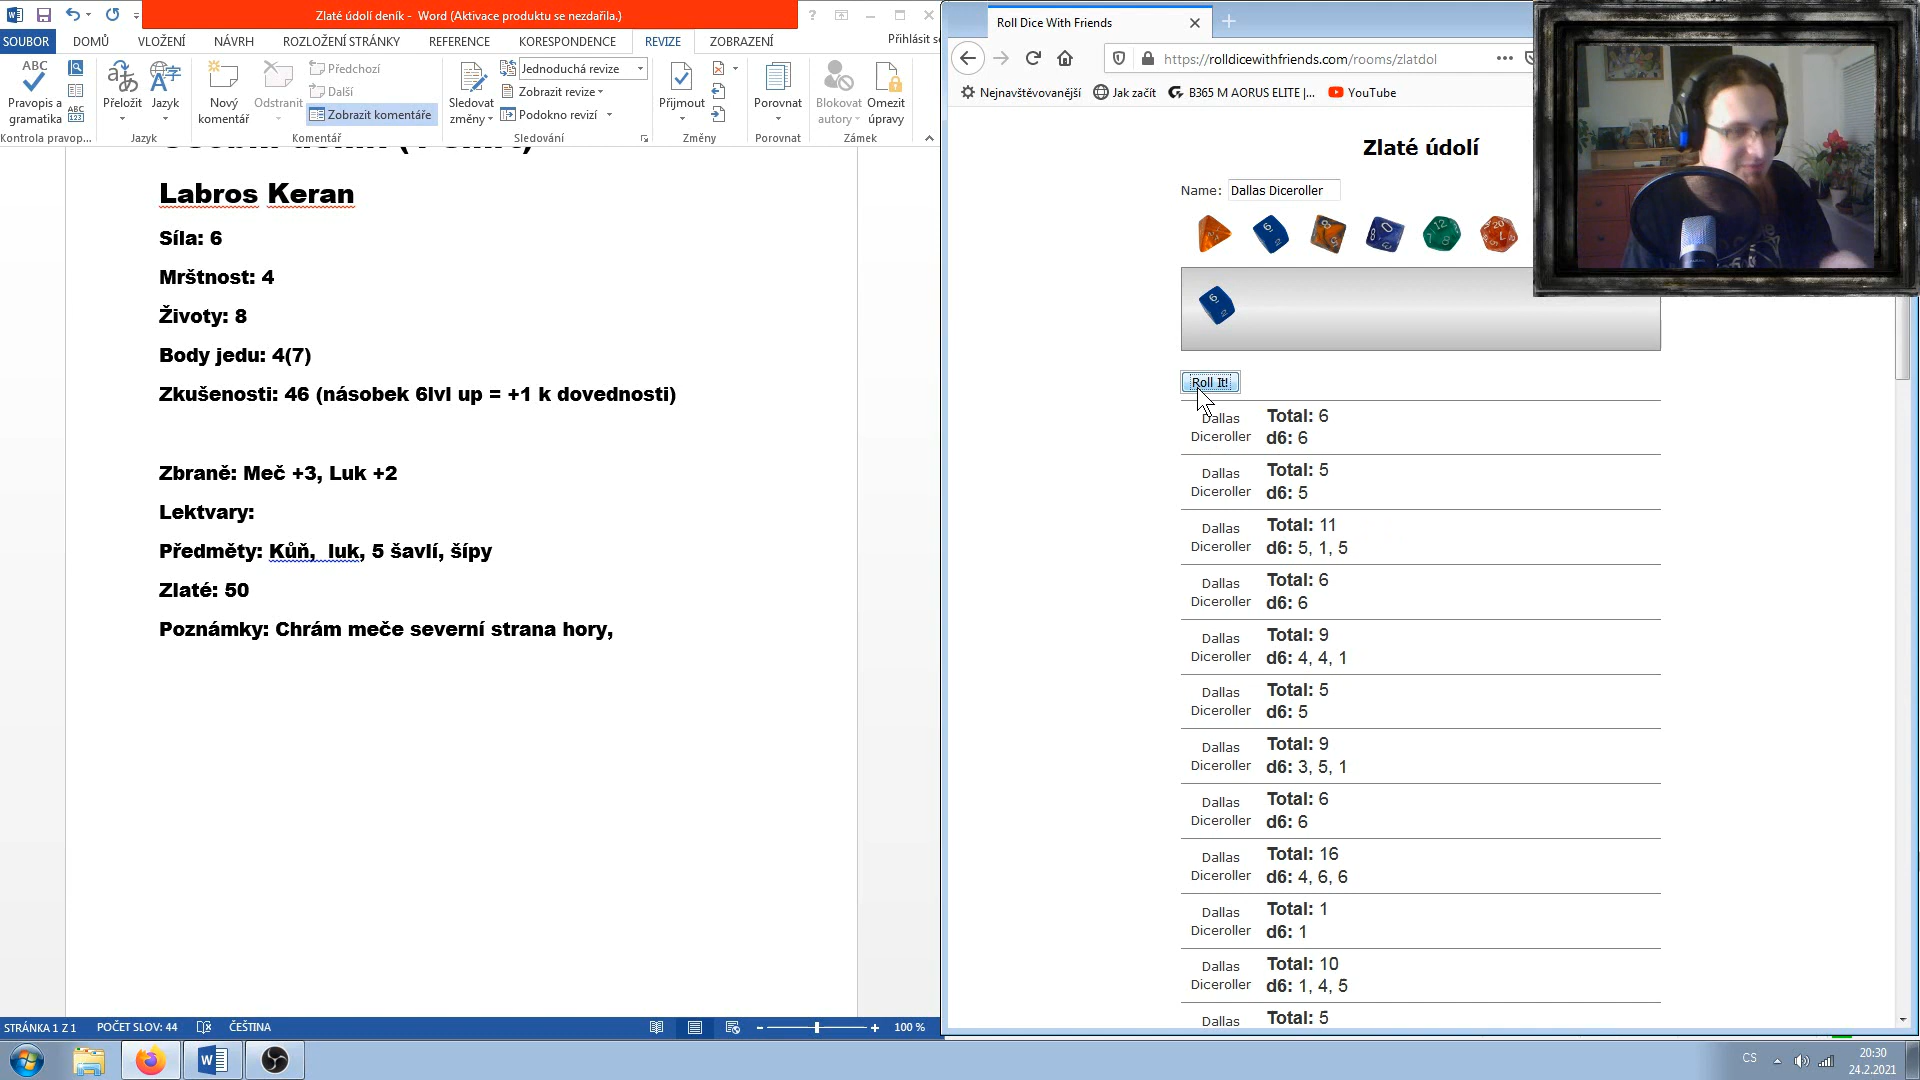 Zlaté údolí deník - Word (Aktivace produktu se nezdařila.)
SOUBOR DOMŮ VLOŽENÍ NÁVRH ROZLOŽENÍ STRÁNKY REFERENCE KORESPONDENCE REVIZE ZOBRAZENÍ Přihlásit se
ABC Pravopis a gramatika
ABC
123
Přeložit
Jazyk
Nový komentář
Odstranit
Předchozí
Další
Zobrazit komentáře
Sledovat změny
Jednoduchá revize
Zobrazit revize
Podokno revizí
Přijmout
Porovnat
Blokovat autory
Omezit úpravy
Kontrola pravop... Jazyk Komentář Sledování Změny Porovnat Zámek
Labros Keran
Síla: 6
Mrštnost: 4
Životy: 8
Body jedu: 4(7)
Zkušenosti: 46 (násobek 6lvl up = +1 k dovednosti)
Zbraně: Meč +3, Luk +2
Lektvary:
Předměty: Kůň,  luk, 5 šavlí, šípy
Zlaté: 50
Poznámky: Chrám meče severní strana hory,
STRÁNKA 1 Z 1 POČET SLOV: 44 ČEŠTINA 100 %
Roll Dice With Friends
https://rolldicewithfriends.com/rooms/zlatdol
Nejnavštěvovanější Jak začít B365 M AORUS ELITE |... YouTube
Zlaté údolí
Name: Dallas Diceroller
Roll It!
Dallas Diceroller Total: 6
d6: 6
Dallas Diceroller Total: 5
d6: 5
Dallas Diceroller Total: 11
d6: 5, 1, 5
Dallas Diceroller Total: 6
d6: 6
Dallas Diceroller Total: 9
d6: 4, 4, 1
Dallas Diceroller Total: 5
d6: 5
Dallas Diceroller Total: 9
d6: 3, 5, 1
Dallas Diceroller Total: 6
d6: 6
Dallas Diceroller Total: 16
d6: 4, 6, 6
Dallas Diceroller Total: 1
d6: 1
Dallas Diceroller Total: 10
d6: 1, 4, 5
Dallas Total: 5
CS 20:30
24.2.2021